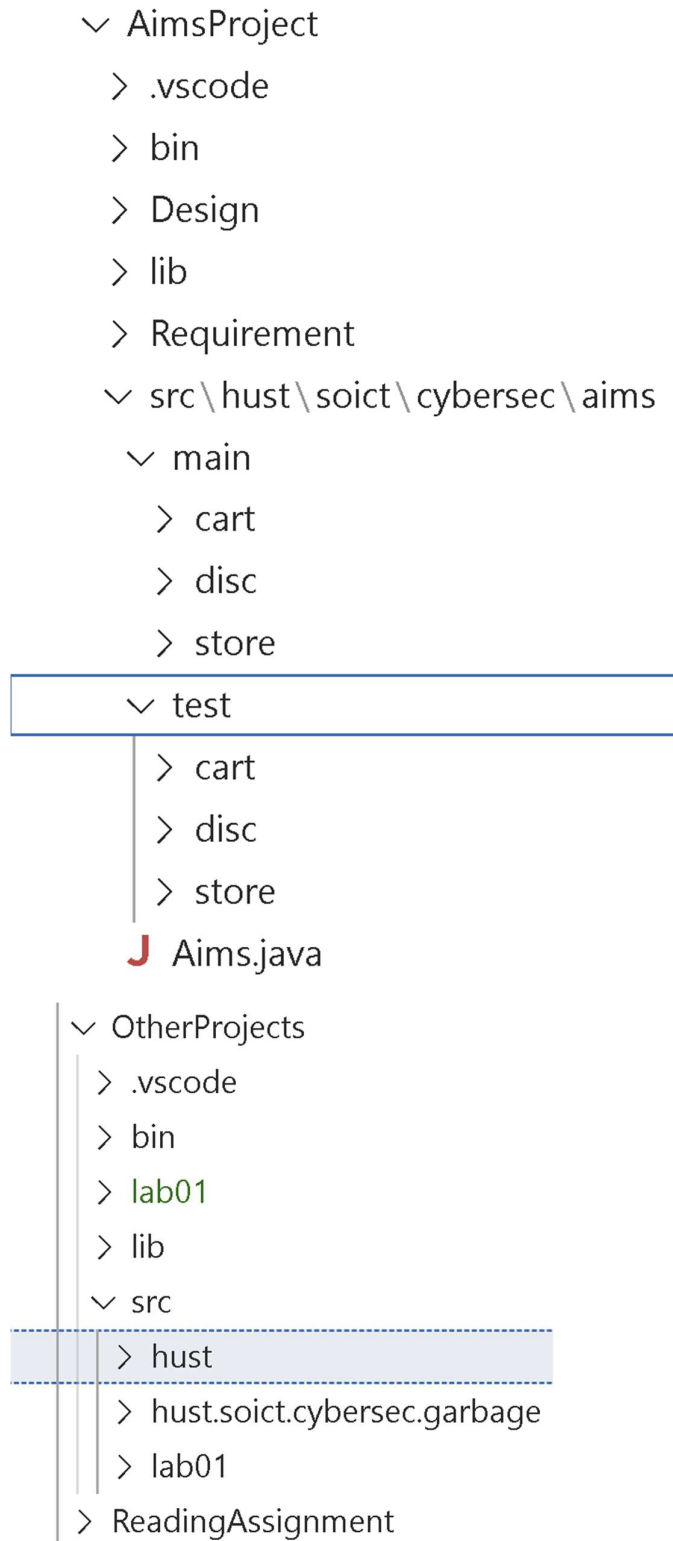 AimsProject
.vscode
bin
Design
lib
Requirement
src\hust\soict\cybersec\aims
main
cart
disc
store
test
cart
disc
store
J Aims.java
OtherProjects
.vscode
bin
lab01
lib
src
hust
hust.soict.cybersec.garbage
lab01
ReadingAssignment